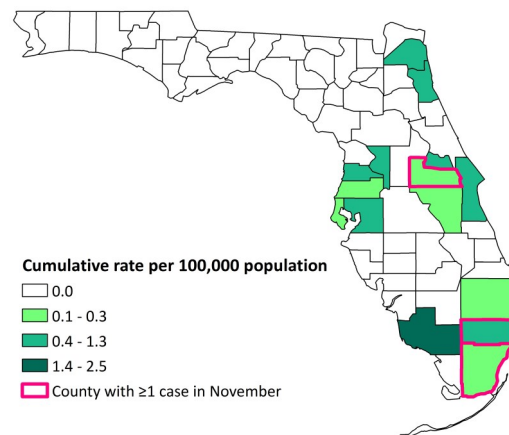 Cumulative rate per 100,000 population
0.0
0.1 - 0.3
0.4 - 1.3
1.4 - 2.5
County with ≥1 case in November